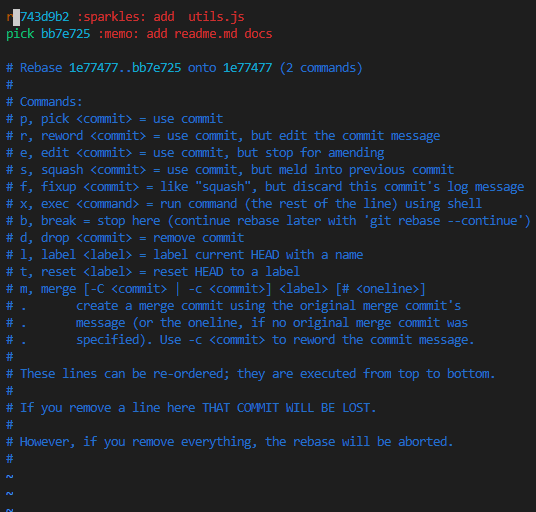 r 743d9b2 :sparkles: add  utils.js
pick bb7e725 :memo: add readme.md docs

# Rebase 1e77477..bb7e725 onto 1e77477 (2 commands)
#
# Commands:
# p, pick <commit> = use commit
# r, reword <commit> = use commit, but edit the commit message
# e, edit <commit> = use commit, but stop for amending
# s, squash <commit> = use commit, but meld into previous commit
# f, fixup <commit> = like "squash", but discard this commit's log message
# x, exec <command> = run command (the rest of the line) using shell
# b, break = stop here (continue rebase later with 'git rebase --continue')
# d, drop <commit> = remove commit
# l, label <label> = label current HEAD with a name
# t, reset <label> = reset HEAD to a label
# m, merge [-C <commit> | -c <commit>] <label> [# <oneline>]
# .       create a merge commit using the original merge commit's
# .       message (or the oneline, if no original merge commit was
# .       specified). Use -c <commit> to reword the commit message.
#
# These lines can be re-ordered; they are executed from top to bottom.
#
# If you remove a line here THAT COMMIT WILL BE LOST.
#
# However, if you remove everything, the rebase will be aborted.
#
~
~
~